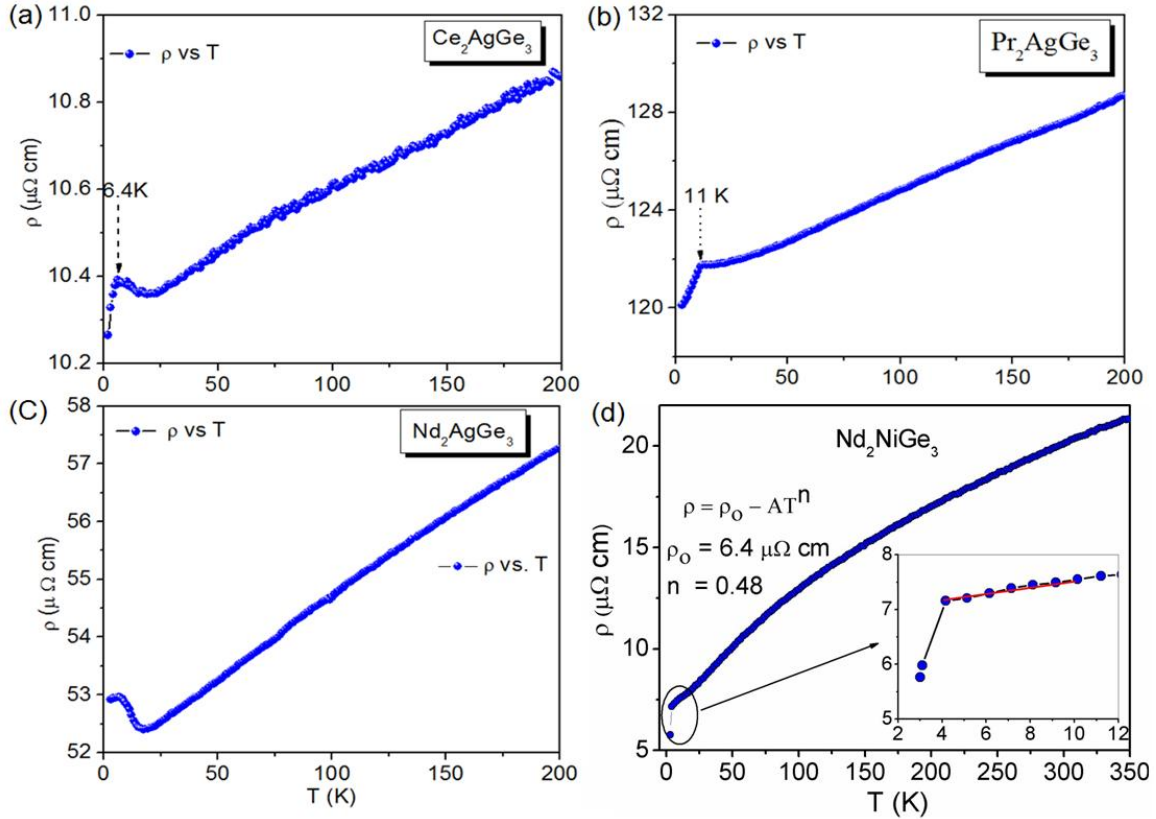 (a)
11.0
10.8
10.6
10.4
10.2
ρ (μΩ cm)
ρ vs T
Ce2AgGe3
6.4K
0
50
100
150
200
(b)
132
128
124
120
ρ (μΩ cm)
ρ vs T
Pr2AgGe3
11 K
0
50
100
150
200
(C)
58
57
56
55
54
53
52
ρ (μ Ω cm)
ρ vs T
Nd2AgGe3
ρ vs. T
0
50
100
150
200
T (K)
(d)
20
15
10
5
ρ (μΩ cm)
Nd2NiGe3
ρ = ρo – ATn
ρo = 6.4 μΩ cm
n = 0.48
8
7
6
5
2 4 6 8 10 12
0 50 100 150 200 250 300 350
T (K)